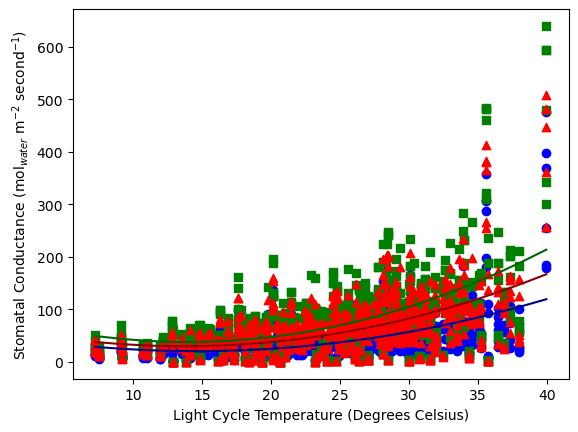 Stomatal Conductance (mol_{water} m^{-2} second^{-1})
600
500
400
300
200
100
0
10 15 20 25 30 35 40
Light Cycle Temperature (Degrees Celsius)